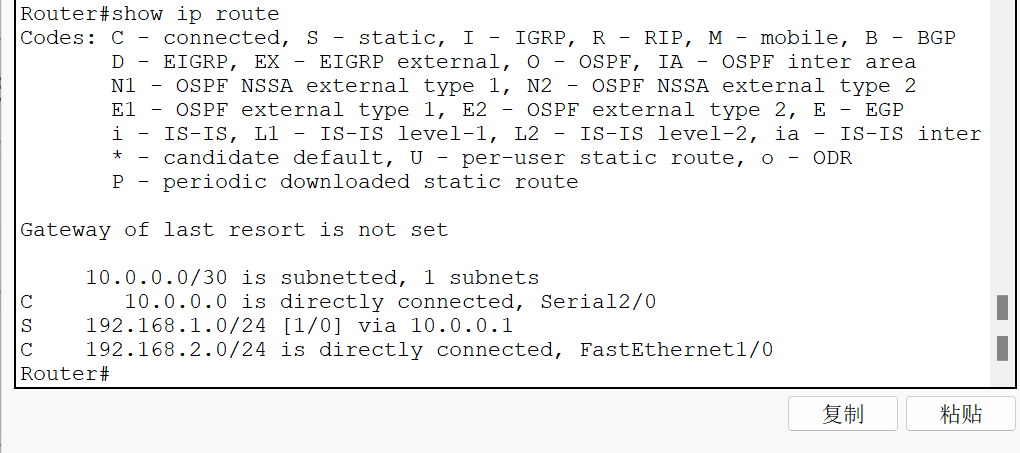 Router#show ip route
Codes: C - connected, S - static, I - IGRP, R - RIP, M - mobile, B - BGP
       D - EIGRP, EX - EIGRP external, O - OSPF, IA - OSPF inter area
       N1 - OSPF NSSA external type 1, N2 - OSPF NSSA external type 2
       E1 - OSPF external type 1, E2 - OSPF external type 2, E - EGP
       i - IS-IS, L1 - IS-IS level-1, L2 - IS-IS level-2, ia - IS-IS inter
       * - candidate default, U - per-user static route, o - ODR
       P - periodic downloaded static route
Gateway of last resort is not set
     10.0.0.0/30 is subnetted, 1 subnets
C       10.0.0.0 is directly connected, Serial2/0
S    192.168.1.0/24 [1/0] via 10.0.0.1
C    192.168.2.0/24 is directly connected, FastEthernet1/0
Router#
复制 粘贴